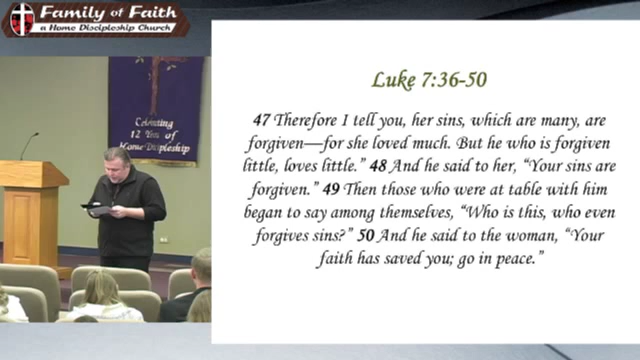 Family of Faith
a Home Discipleship Church
Celebrating
12 Years of
Home Discipleship
Luke 7:36-50
47 Therefore I tell you, her sins, which are many, are
forgiven—for she loved much. But he who is forgiven
little, loves little.” 48 And he said to her, “Your sins are
forgiven.” 49 Then those who were at table with him
began to say among themselves, “Who is this, who even
forgives sins?” 50 And he said to the woman, “Your
faith has saved you; go in peace.”